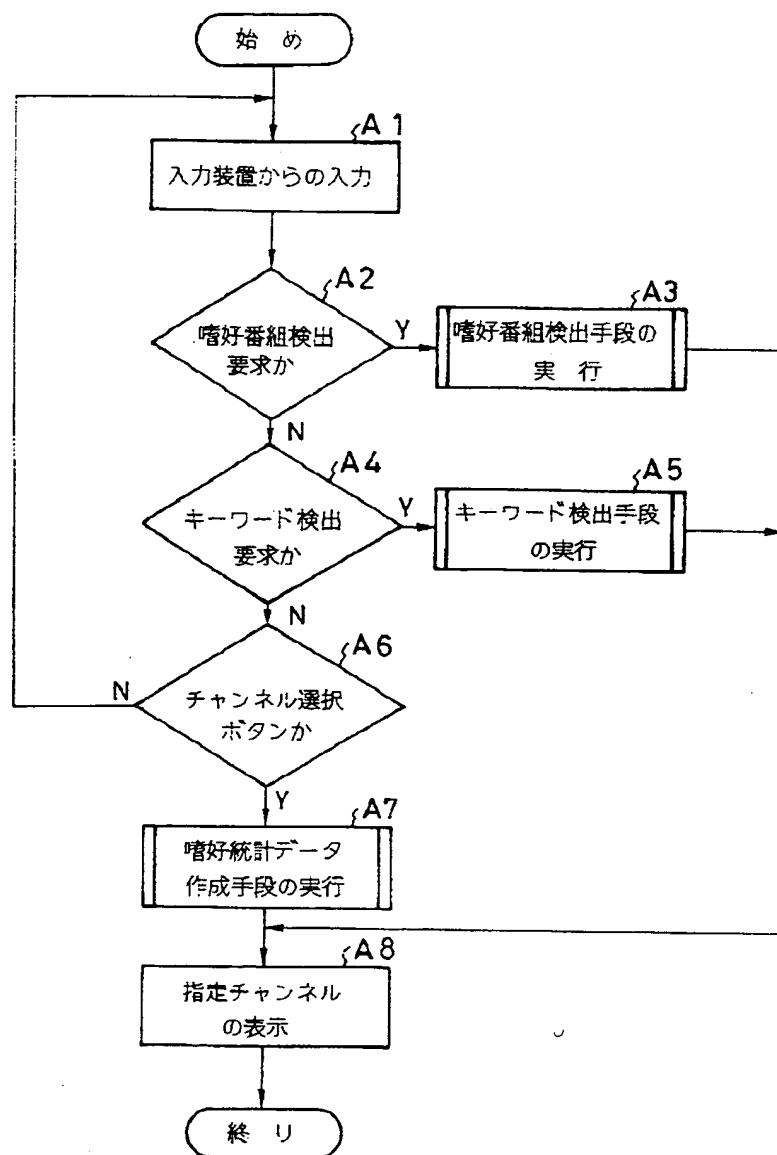 始め
A1
入力装置からの入力
A2
嗜好番組検出
要求か
Y
A3
嗜好番組検出手段の
実行
N
A4
キーワード検出
要求か
Y
A5
キーワード検出手段
の実行
N
A6
チャンネル選択
ボタンか
N
Y
A7
嗜好統計データ
作成手段の実行
A8
指定チャンネル
の表示
終り